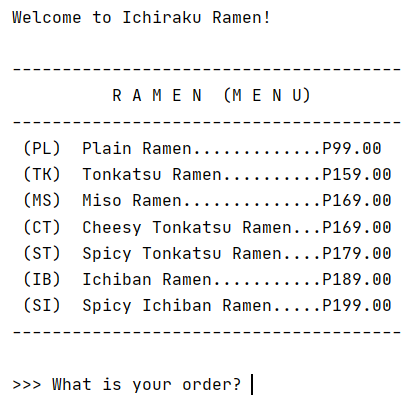 Welcome to Ichiraku Ramen!
---------------------------------------
R A M E N  (M E N U)
---------------------------------------
(PL)  Plain Ramen.............P99.00
(TK)  Tonkatsu Ramen..........P159.00
(MS)  Miso Ramen..............P169.00
(CT)  Cheesy Tonkatsu Ramen...P169.00
(ST)  Spicy Tonkatsu Ramen....P179.00
(IB)  Ichiban Ramen...........P189.00
(SI)  Spicy Ichiban Ramen.....P199.00
---------------------------------------
>>> What is your order?